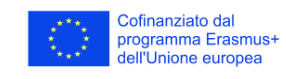 Cofinanziato dal
programma Erasmus+
dell'Unione europea